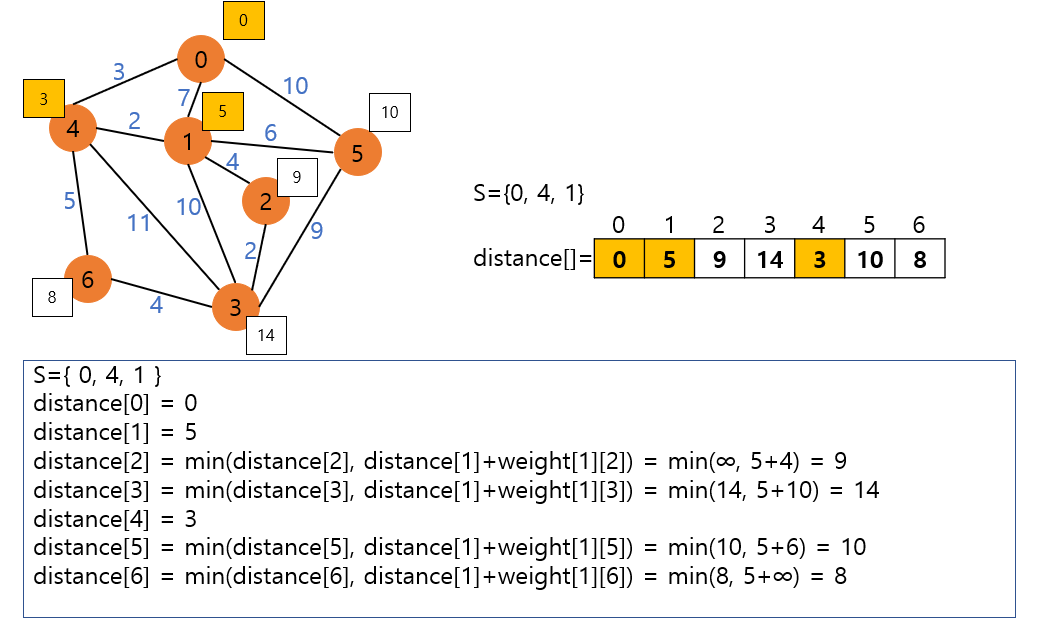 0
3
10
3
7
5
10
0
4
2
1
6
5
4
9
2
5
11
10
2
9
6
8
4
3
14
S={0, 4, 1}
0 1 2 3 4 5 6
distance[]= 0 5 9 14 3 10 8
S={ 0, 4, 1 }
distance[0] = 0
distance[1] = 5
distance[2] = min(distance[2], distance[1]+weight[1][2]) = min(∞, 5+4) = 9
distance[3] = min(distance[3], distance[1]+weight[1][3]) = min(14, 5+10) = 14
distance[4] = 3
distance[5] = min(distance[5], distance[1]+weight[1][5]) = min(10, 5+6) = 10
distance[6] = min(distance[6], distance[1]+weight[1][6]) = min(8, 5+∞) = 8